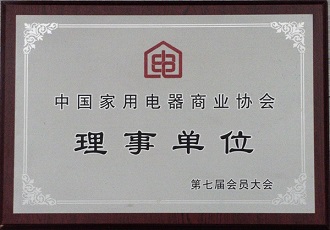 中国家用电器商业协会
理事单位
第七届会员大会